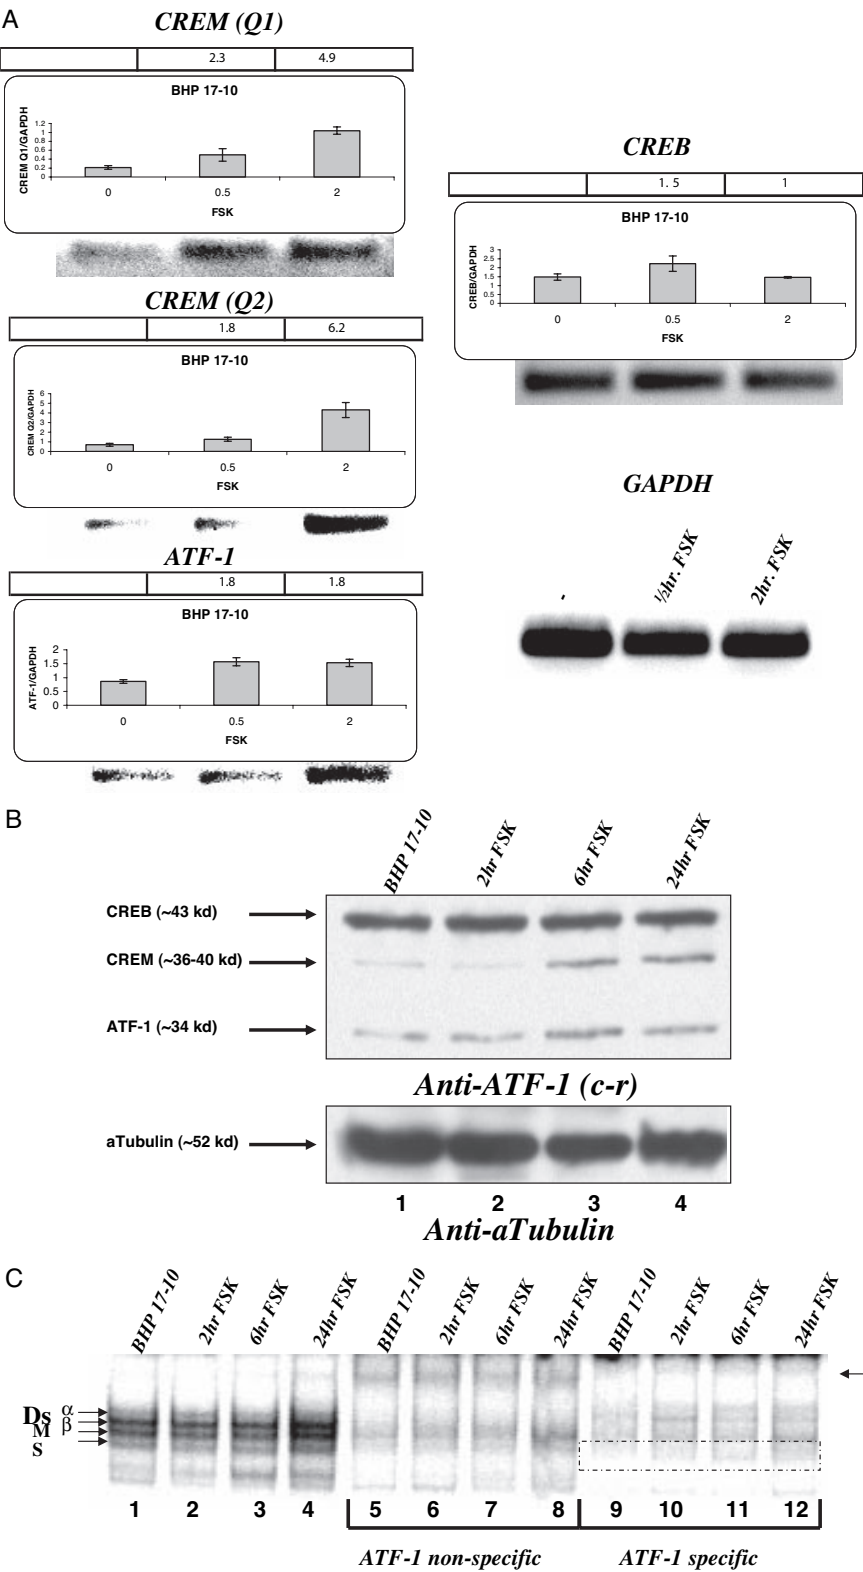 A
CREM (Q1)
2.3 4.9
BHP 17-10
CREM Q1/GAPDH
1.2
1
0.8
0.6
0.4
0.2
0
0 0.5 2
FSK
CREM (Q2)
1.8 6.2
BHP 17-10
CREM Q2/GAPDH
6
5
4
3
2
1
0
0 0.5 2
FSK
ATF-1
1.8 1.8
BHP 17-10
ATF-1/GAPDH
2
1.5
1
0.5
0
0 0.5 2
FSK
CREB
1. 5 1
BHP 17-10
CREB/GAPDH
3
2.5
2
1.5
1
0.5
0
0 0.5 2
FSK
GAPDH
- ½hr. FSK 2hr. FSK
B
BHP 17-10 2hr FSK 6hr FSK 24hr FSK
CREB (~43 kd)
CREM (~36-40 kd)
ATF-1 (~34 kd)
Anti-ATF-1 (c-r)
aTubulin (~52 kd)
1 2 3 4
Anti-aTubulin
C
BHP 17-10 2hr FSK 6hr FSK 24hr FSK BHP 17-10 2hr FSK 6hr FSK 24hr FSK BHP 17-10 2hr FSK 6hr FSK 24hr FSK
Ds α
β
M
S
1 2 3 4 5 6 7 8 9 10 11 12
ATF-1 non-specific ATF-1 specific